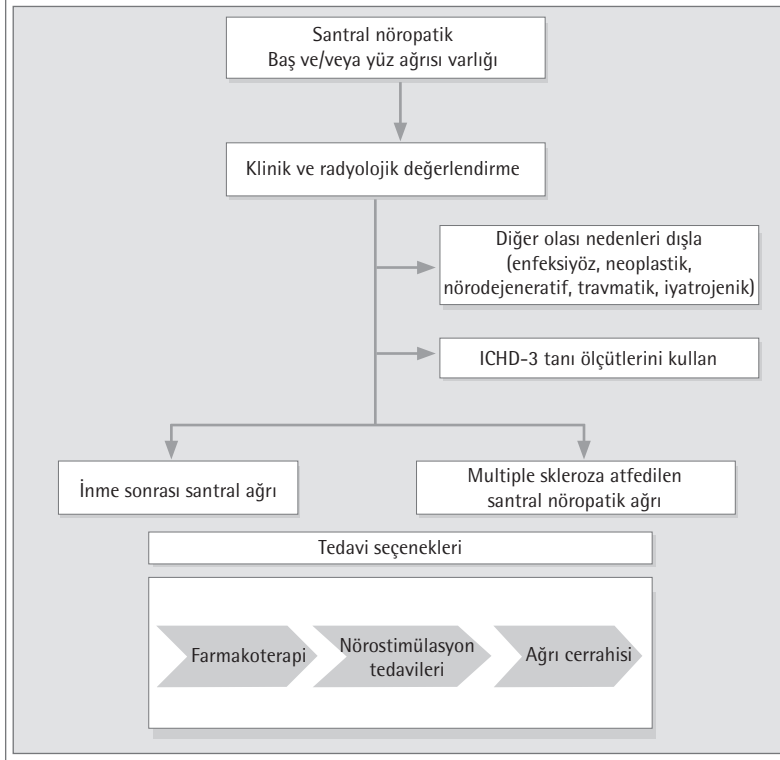 Santral nöropatik
Baş ve/veya yüz ağrısı varlığı
Klinik ve radyolojik değerlendirme
Diğer olası nedenleri dışla
(enfeksiyöz, neoplastik,
nörodejeneratif, travmatik, iyatrojenik)
ICHD-3 tanı ölçütlerini kullan
İnme sonrası santral ağrı
Multiple skleroza atfedilen
santral nöropatik ağrı
Tedavi seçenekleri
Farmakoterapi
Nörostimülasyon
tedavileri
Ağrı cerrahisi